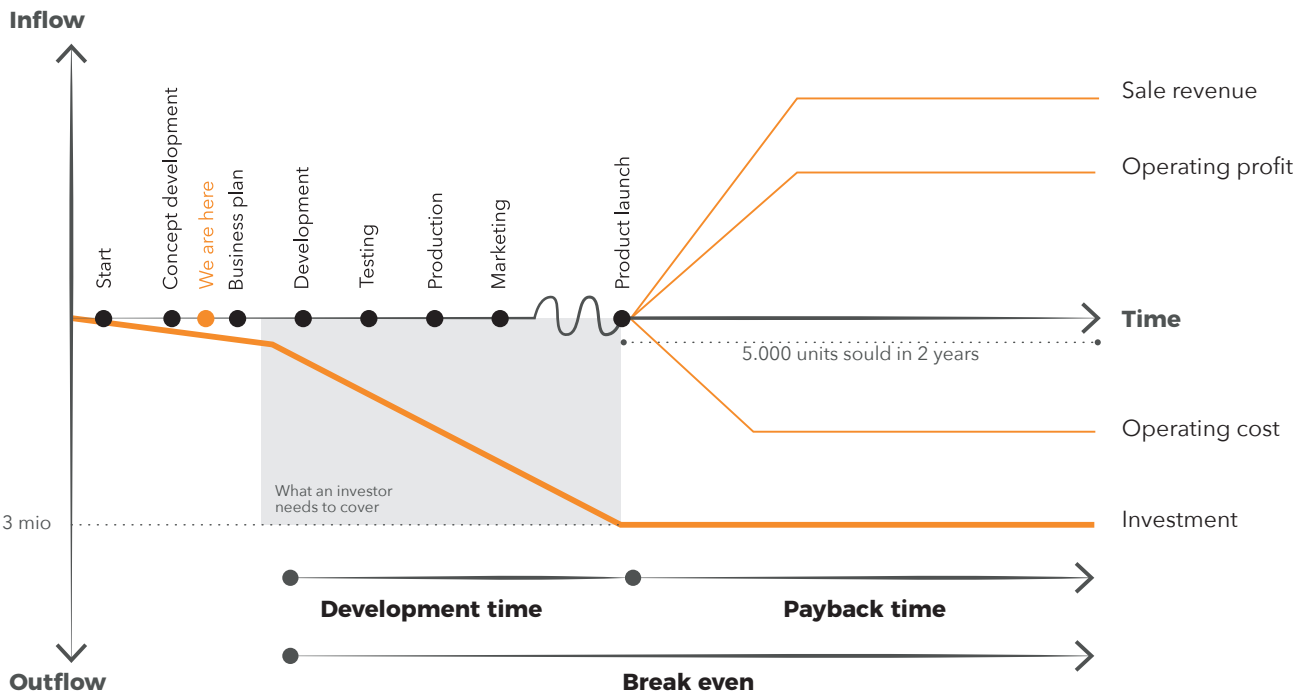 Inflow
Start
Concept development
We are here
Business plan
Development
Testing
Production
Marketing
Product launch
Sale revenue
Operating profit
Time
5.000 units sould in 2 years
Operating cost
What an investor
needs to cover
3 mio
Investment
Development time
Payback time
Outflow
Break even